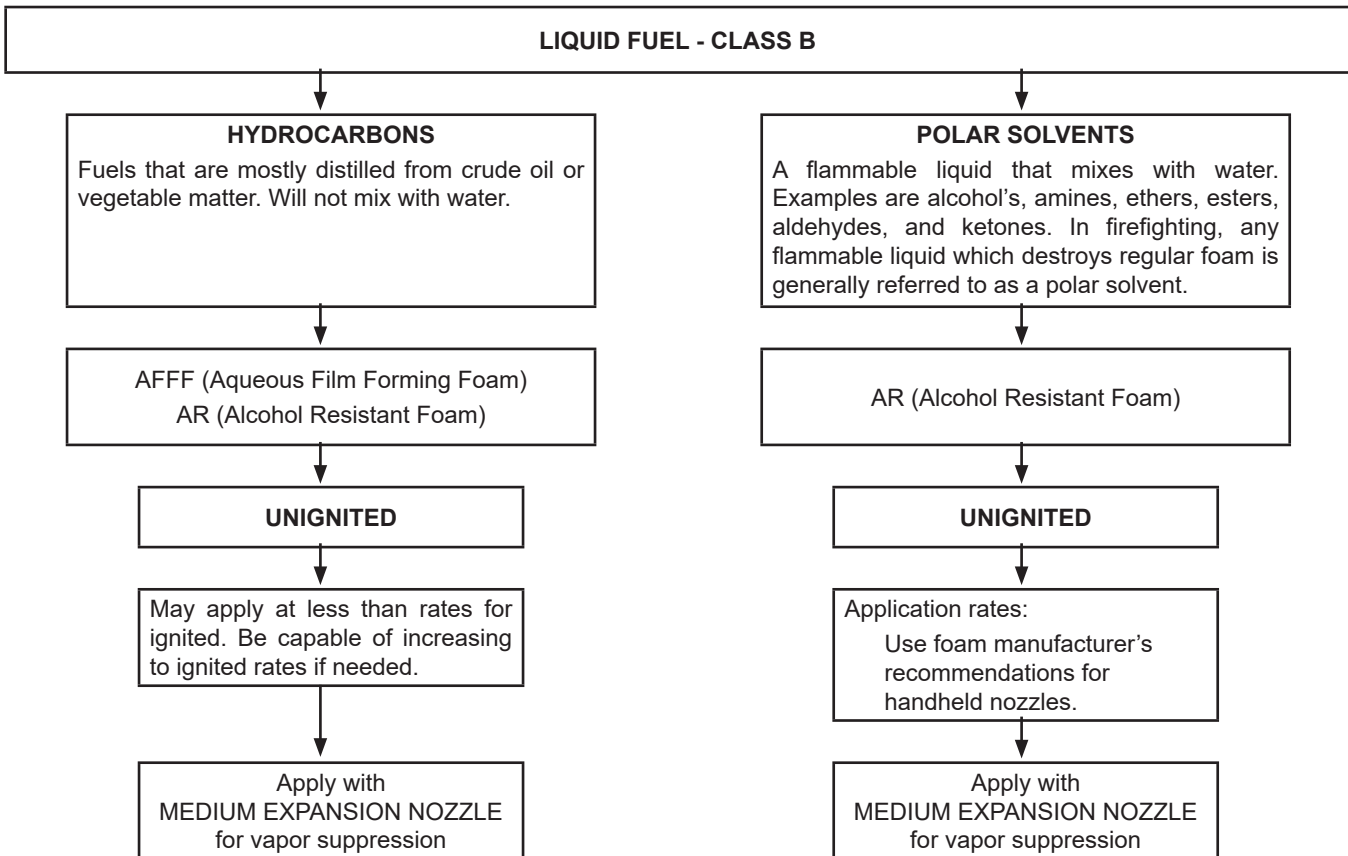 LIQUID FUEL - CLASS B
HYDROCARBONS
Fuels that are mostly distilled from crude oil or
vegetable matter. Will not mix with water.
POLAR SOLVENTS
A flammable liquid that mixes with water.
Examples are alcohol's, amines, ethers, esters,
aldehydes, and ketones. In firefighting, any
flammable liquid which destroys regular foam is
generally referred to as a polar solvent.
AFFF (Aqueous Film Forming Foam)
AR (Alcohol Resistant Foam)
AR (Alcohol Resistant Foam)
UNIGNITED
UNIGNITED
May apply at less than rates for
ignited. Be capable of increasing
to ignited rates if needed.
Application rates:
Use foam manufacturer's
recommendations for
handheld nozzles.
Apply with
MEDIUM EXPANSION NOZZLE
for vapor suppression
Apply with
MEDIUM EXPANSION NOZZLE
for vapor suppression